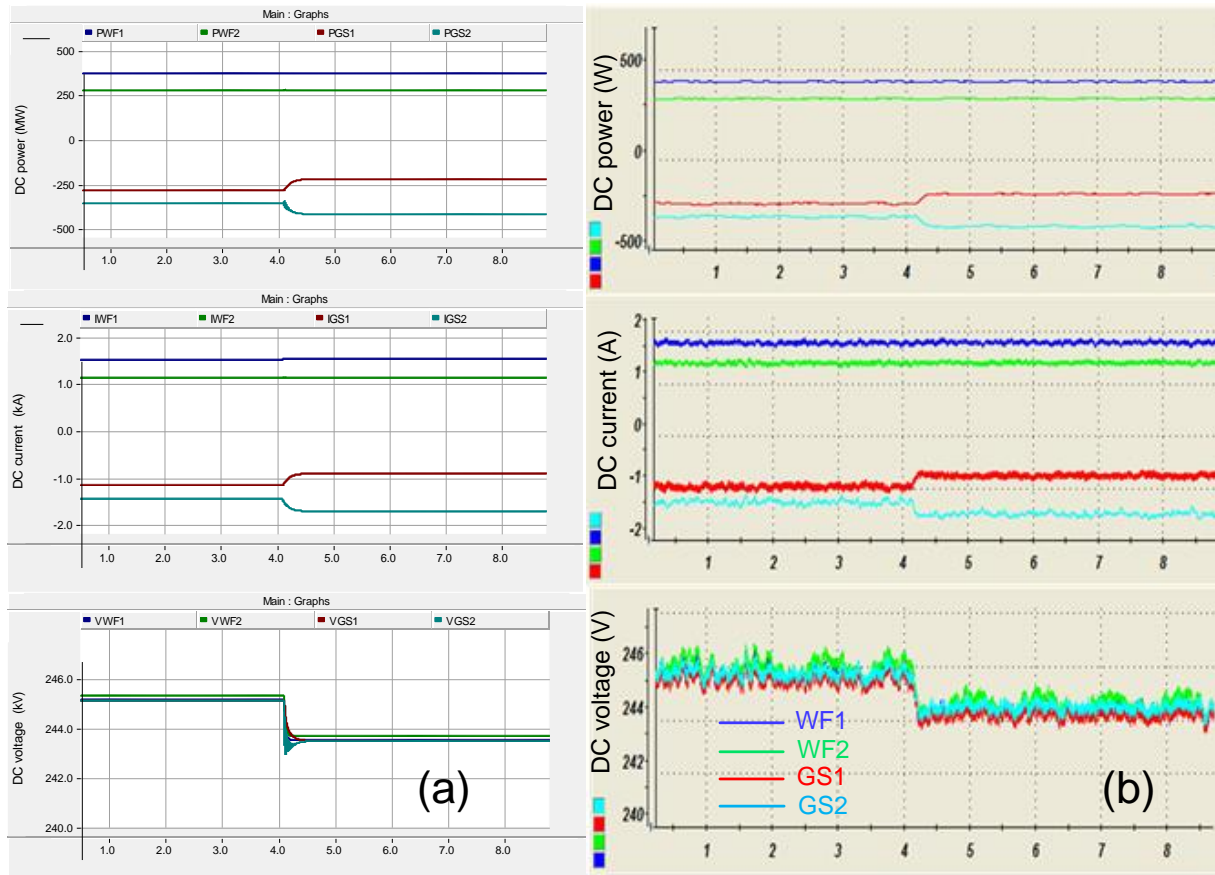 Main : Graphs
PWF1 PWF2 PGS1 PGS2
DC power (MW)
500
250
0
-250
-500
1.0 2.0 3.0 4.0 5.0 6.0 7.0 8.0
Main : Graphs
IWF1 IWF2 IGS1 IGS2
DC current (kA)
2.0
1.0
0.0
-1.0
-2.0
1.0 2.0 3.0 4.0 5.0 6.0 7.0 8.0
Main : Graphs
VWF1 VWF2 VGS1 VGS2
DC voltage (kV)
246.0
244.0
242.0
240.0
(a)
1.0 2.0 3.0 4.0 5.0 6.0 7.0 8.0
DC power (W)
500
0
-500
1 2 3 4 5 6 7 8
DC current (A)
2
1
0
-1
-2
1 2 3 4 5 6 7 8
DC voltage (V)
246
244
242
240
WF1
WF2
GS1
GS2
(b)
1 2 3 4 5 6 7 8